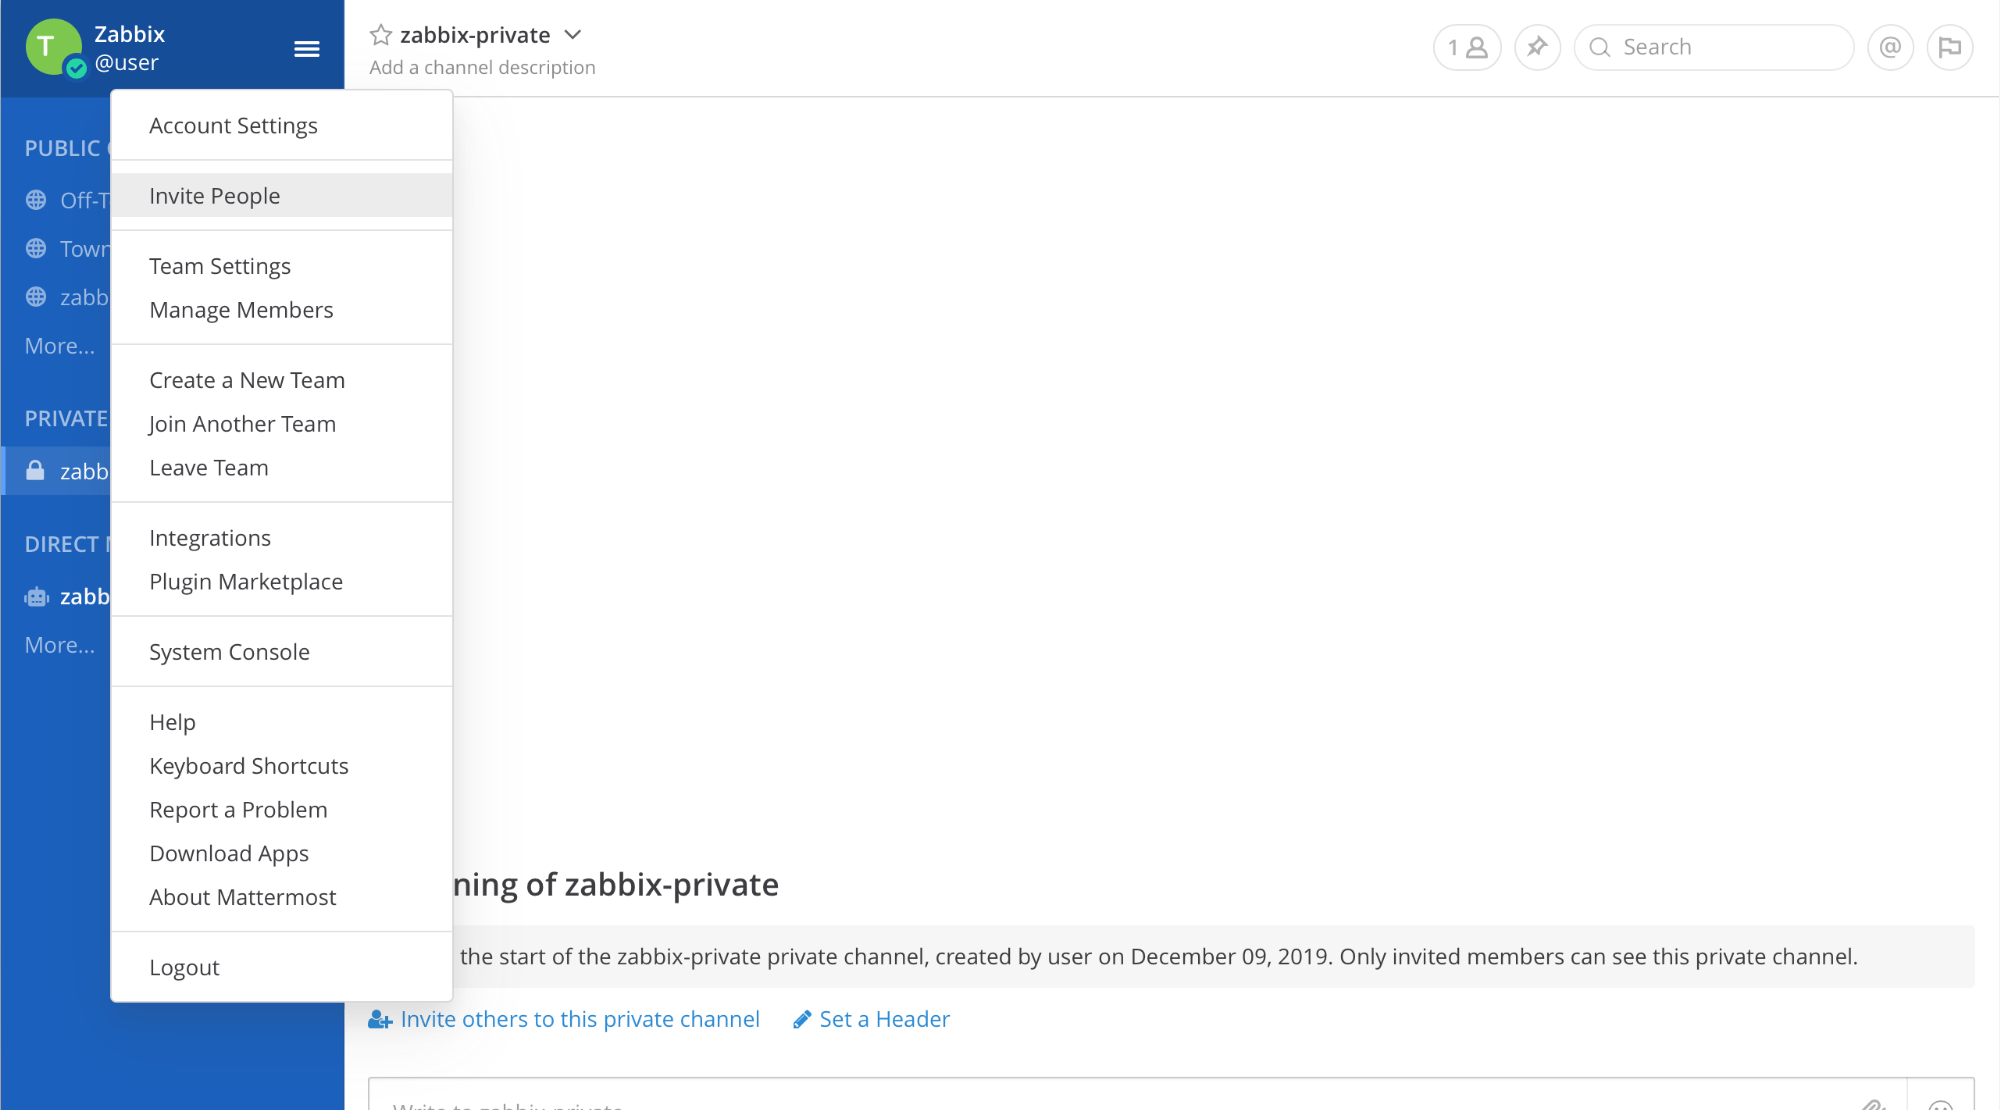 T
Zabbix
@user
zabbix-private
Add a channel description
1
Search
@
Account Settings
PUBLIC
Invite People
Off-T
Town
Team Settings
zabb
Manage Members
More...
Create a New Team
PRIVATE
Join Another Team
zabb
Leave Team
DIRECT
Integrations
zabb
Plugin Marketplace
More...
System Console
Help
Keyboard Shortcuts
Report a Problem
Download Apps
About Mattermost
Logout
ning of zabbix-private
the start of the zabbix-private private channel, created by user on December 09, 2019. Only invited members can see this private channel.
Invite others to this private channel
Set a Header
Write to zabbix-private